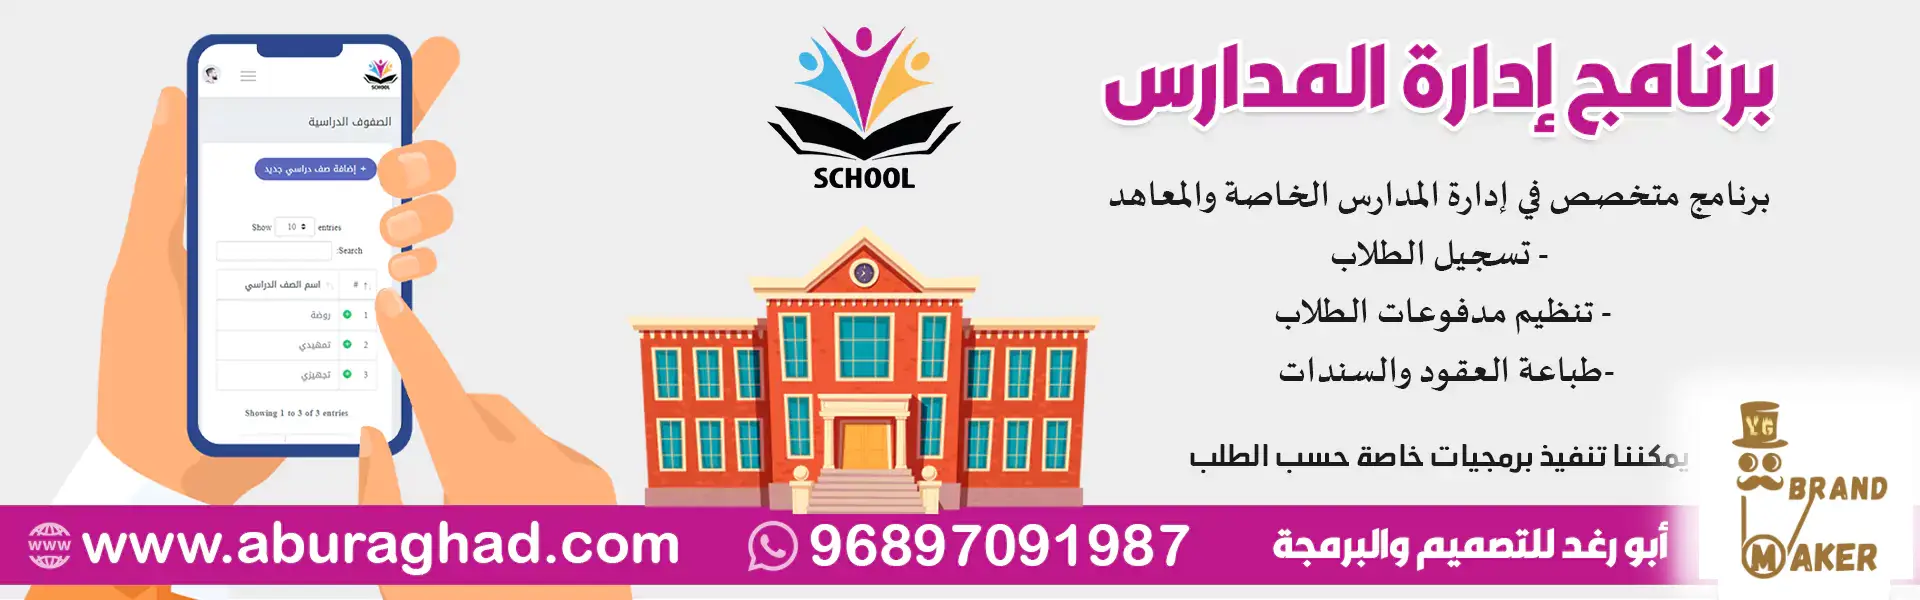 برنامج إدارة المدارس
برنامج متخصص في إدارة المدارس الخاصة والمعاهد
- تسجيل الطلاب
- تنظيم مدفوعات الطلاب
-طباعة العقود والسندات
يمكننا تنفيذ برمجيات خاصة حسب الطلب
SCHOOL
SCHOOL
الصفوف الدراسية
+ إضافة صف دراسي جديد
Show 10 entries
Search:
# اسم الصف الدراسي
1 روضة
2 تمهيدي
3 تجهيزي
Showing 1 to 3 of 3 entries
أبو رغد للتصميم والبرمجة
96897091987
www.aburaghad.com
WWW
YG
BRAND
MAKER